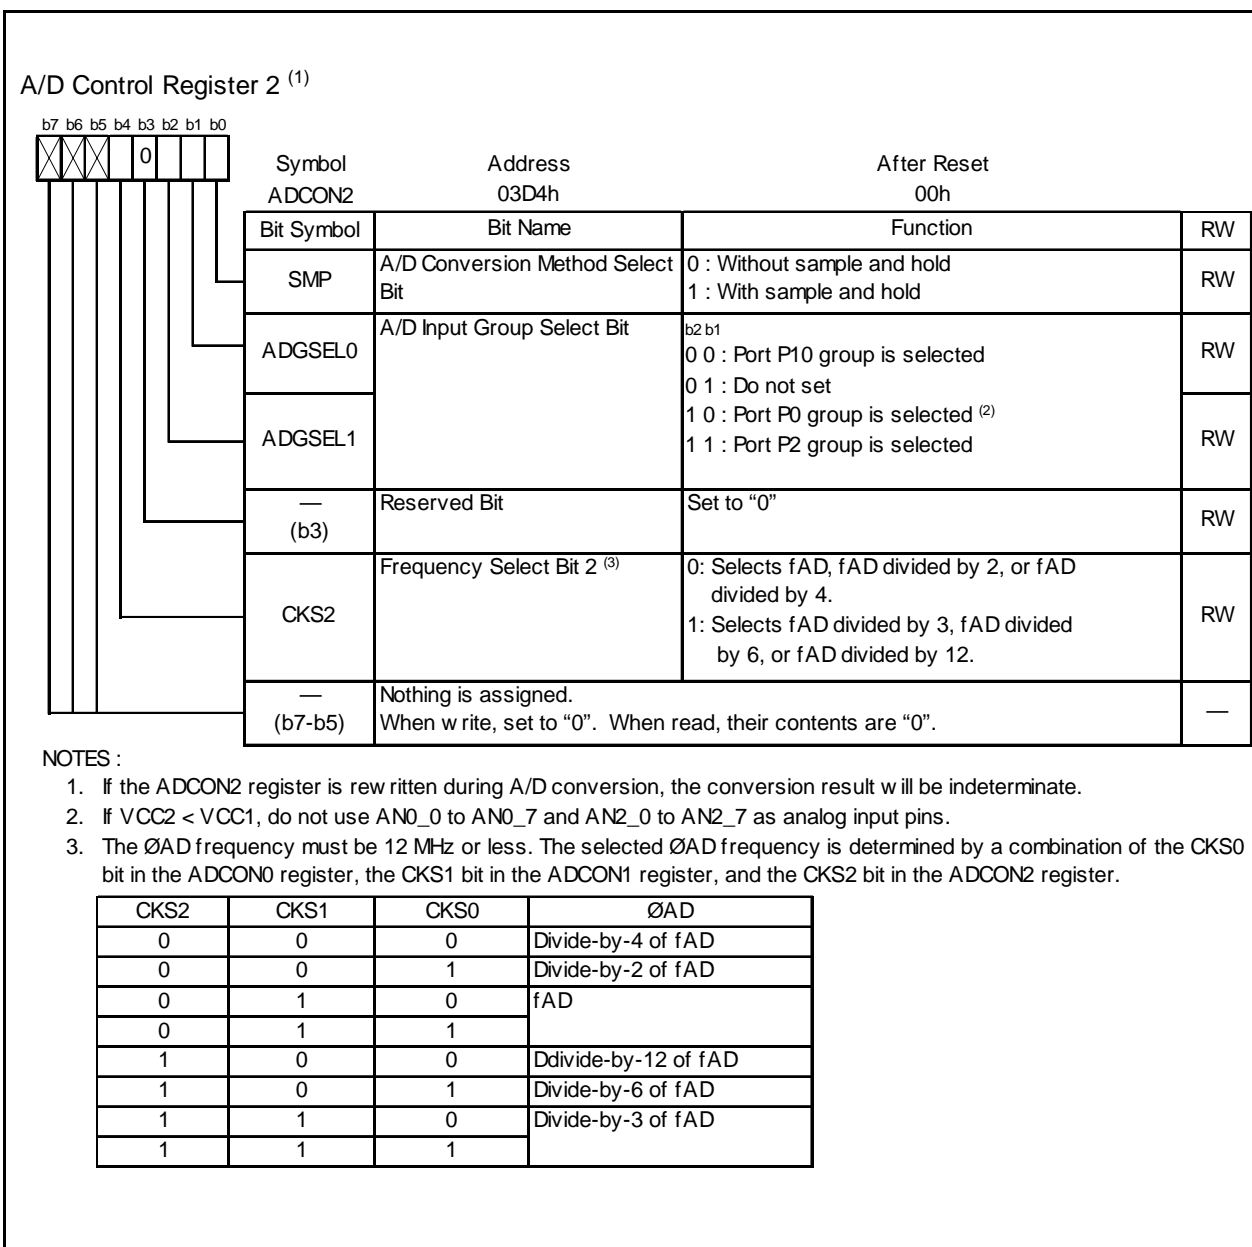 A/D Control Register 2 (1)
b7 b6 b5 b4 b3 b2 b1 b0
0
Symbol Address After Reset
ADCON2 03D4h 00h
Bit Symbol Bit Name Function RW
SMP A/D Conversion Method Select Bit 0 : Without sample and hold RW
1 : With sample and hold
ADGSEL0 A/D Input Group Select Bit b2 b1 RW
0 0 : Port P10 group is selected
0 1 : Do not set
ADGSEL1 1 0 : Port P0 group is selected (2) RW
1 1 : Port P2 group is selected
— Reserved Bit Set to “0” RW
(b3)
CKS2 Frequency Select Bit 2 (3) 0: Selects fAD, fAD divided by 2, or fAD RW
divided by 4.
1: Selects fAD divided by 3, fAD divided
by 6, or fAD divided by 12.
— Nothing is assigned. —
(b7-b5) When write, set to “0”. When read, their contents are “0”.
NOTES :
1. If the ADCON2 register is rewritten during A/D conversion, the conversion result will be indeterminate.
2. If VCC2 < VCC1, do not use AN0_0 to AN0_7 and AN2_0 to AN2_7 as analog input pins.
3. The ØAD frequency must be 12 MHz or less. The selected ØAD frequency is determined by a combination of the CKS0
bit in the ADCON0 register, the CKS1 bit in the ADCON1 register, and the CKS2 bit in the ADCON2 register.
CKS2 CKS1 CKS0 ØAD
0 0 0 Divide-by-4 of fAD
0 0 1 Divide-by-2 of fAD
0 1 0 fAD
0 1 1
1 0 0 Ddivide-by-12 of fAD
1 0 1 Divide-by-6 of fAD
1 1 0 Divide-by-3 of fAD
1 1 1